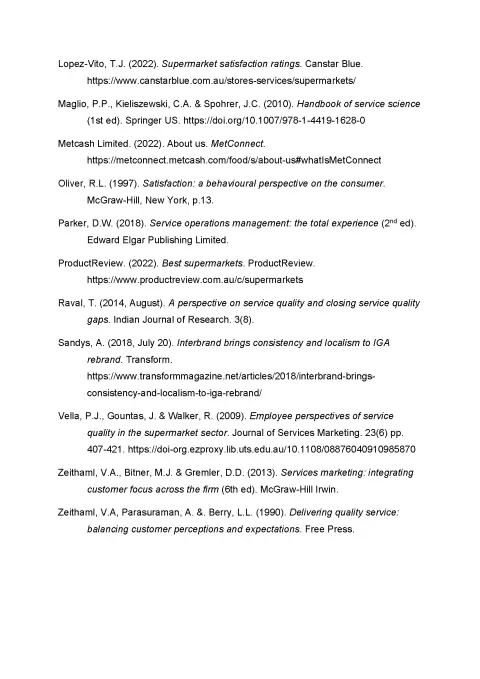 Lopez-Vito, T.J. (2022). Supermarket satisfaction ratings. Canstar Blue.
https://www.canstarblue.com.au/stores-services/supermarkets/
Maglio, P.P., Kieliszewski, C.A. & Spohrer, J.C. (2010). Handbook of service science
(1st ed). Springer US. https://doi.org/10.1007/978-1-4419-1628-0
Metcash Limited. (2022). About us. MetConnect.
https://metconnect.metcash.com/food/s/about-us#whatIsMetConnect
Oliver, R.L. (1997). Satisfaction: a behavioural perspective on the consumer.
McGraw-Hill, New York, p.13.
Parker, D.W. (2018). Service operations management: the total experience (2nd ed).
Edward Elgar Publishing Limited.
ProductReview. (2022). Best supermarkets. ProductReview.
https://www.productreview.com.au/c/supermarkets
Raval, T. (2014, August). A perspective on service quality and closing service quality
gaps. Indian Journal of Research. 3(8).
Sandys, A. (2018, July 20). Interbrand brings consistency and localism to IGA
rebrand. Transform.
https://www.transformmagazine.net/articles/2018/interbrand-brings-
consistency-and-localism-to-iga-rebrand/
Vella, P.J., Gountas, J. & Walker, R. (2009). Employee perspectives of service
quality in the supermarket sector. Journal of Services Marketing. 23(6) pp.
407-421. https://doi-org.ezproxy.lib.uts.edu.au/10.1108/08876040910985870
Zeithaml, V.A., Bitner, M.J. & Gremler, D.D. (2013). Services marketing: integrating
customer focus across the firm (6th ed). McGraw-Hill Irwin.
Zeithaml, V.A, Parasuraman, A. &. Berry, L.L. (1990). Delivering quality service:
balancing customer perceptions and expectations. Free Press.